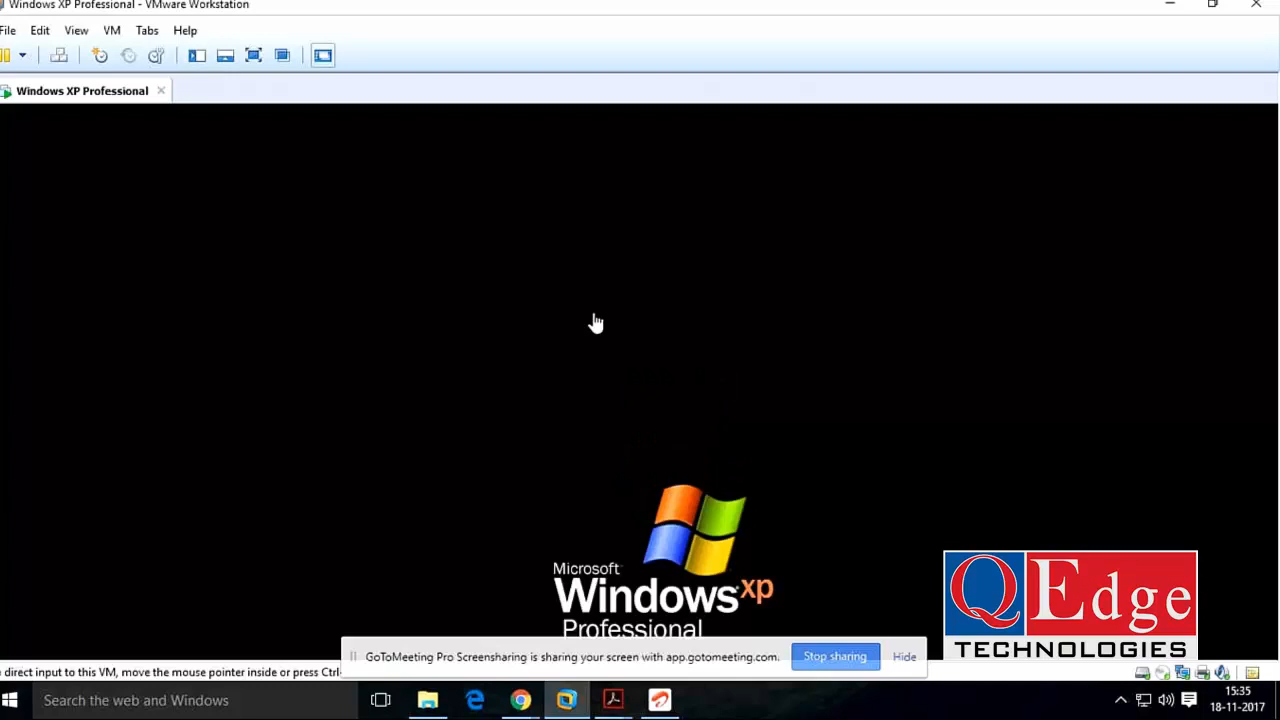 Windows XP Professional - VMware Workstation
File Edit View VM Tabs Help
Windows XP Professional
Microsoft
Windows xp
Professional
QEdge
TECHNOLOGIES
GoToMeeting Pro Screensharing is sharing your screen with app.gotomeeting.com. Stop sharing Hide
direct input to this VM, move the mouse pointer inside or press Ctrl-
Search the web and Windows
15:35
18-11-2017